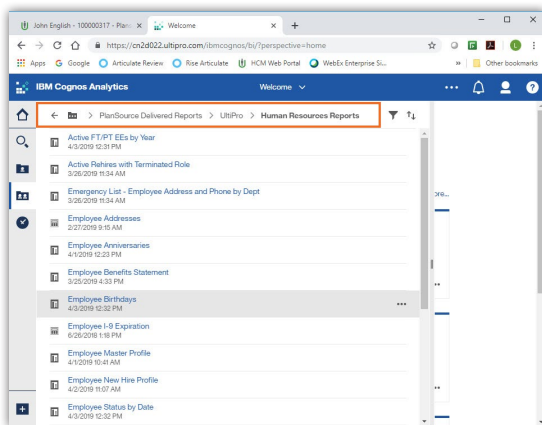 John English - 100000317 - Plans
Welcome
https://cn2d022.ultipro.com/ibmcognos/bi/?perspective=home
Apps Google Articulate Review Rise Articulate HCM Web Portal WebEx Enterprise Si... » Other bookmarks
IBM Cognos Analytics Welcome
PlanSource Delivered Reports > UltiPro > Human Resources Reports
Active FT/PT EEs by Year
4/3/2019 12:31 PM
Active Rehires with Terminated Role
3/26/2019 11:34 AM
Emergency List - Employee Address and Phone by Dept
3/26/2019 11:34 AM
Employee Addresses
2/27/2019 9:15 AM
Employee Anniversaries
4/1/2019 12:23 PM
Employee Benefits Statement
3/25/2019 4:33 PM
Employee Birthdays
4/3/2019 12:32 PM
Employee I-9 Expiration
6/26/2018 1:18 PM
Employee Master Profile
4/1/2019 10:41 AM
Employee New Hire Profile
4/2/2019 11:07 AM
Employee Status by Date
4/3/2019 12:32 PM